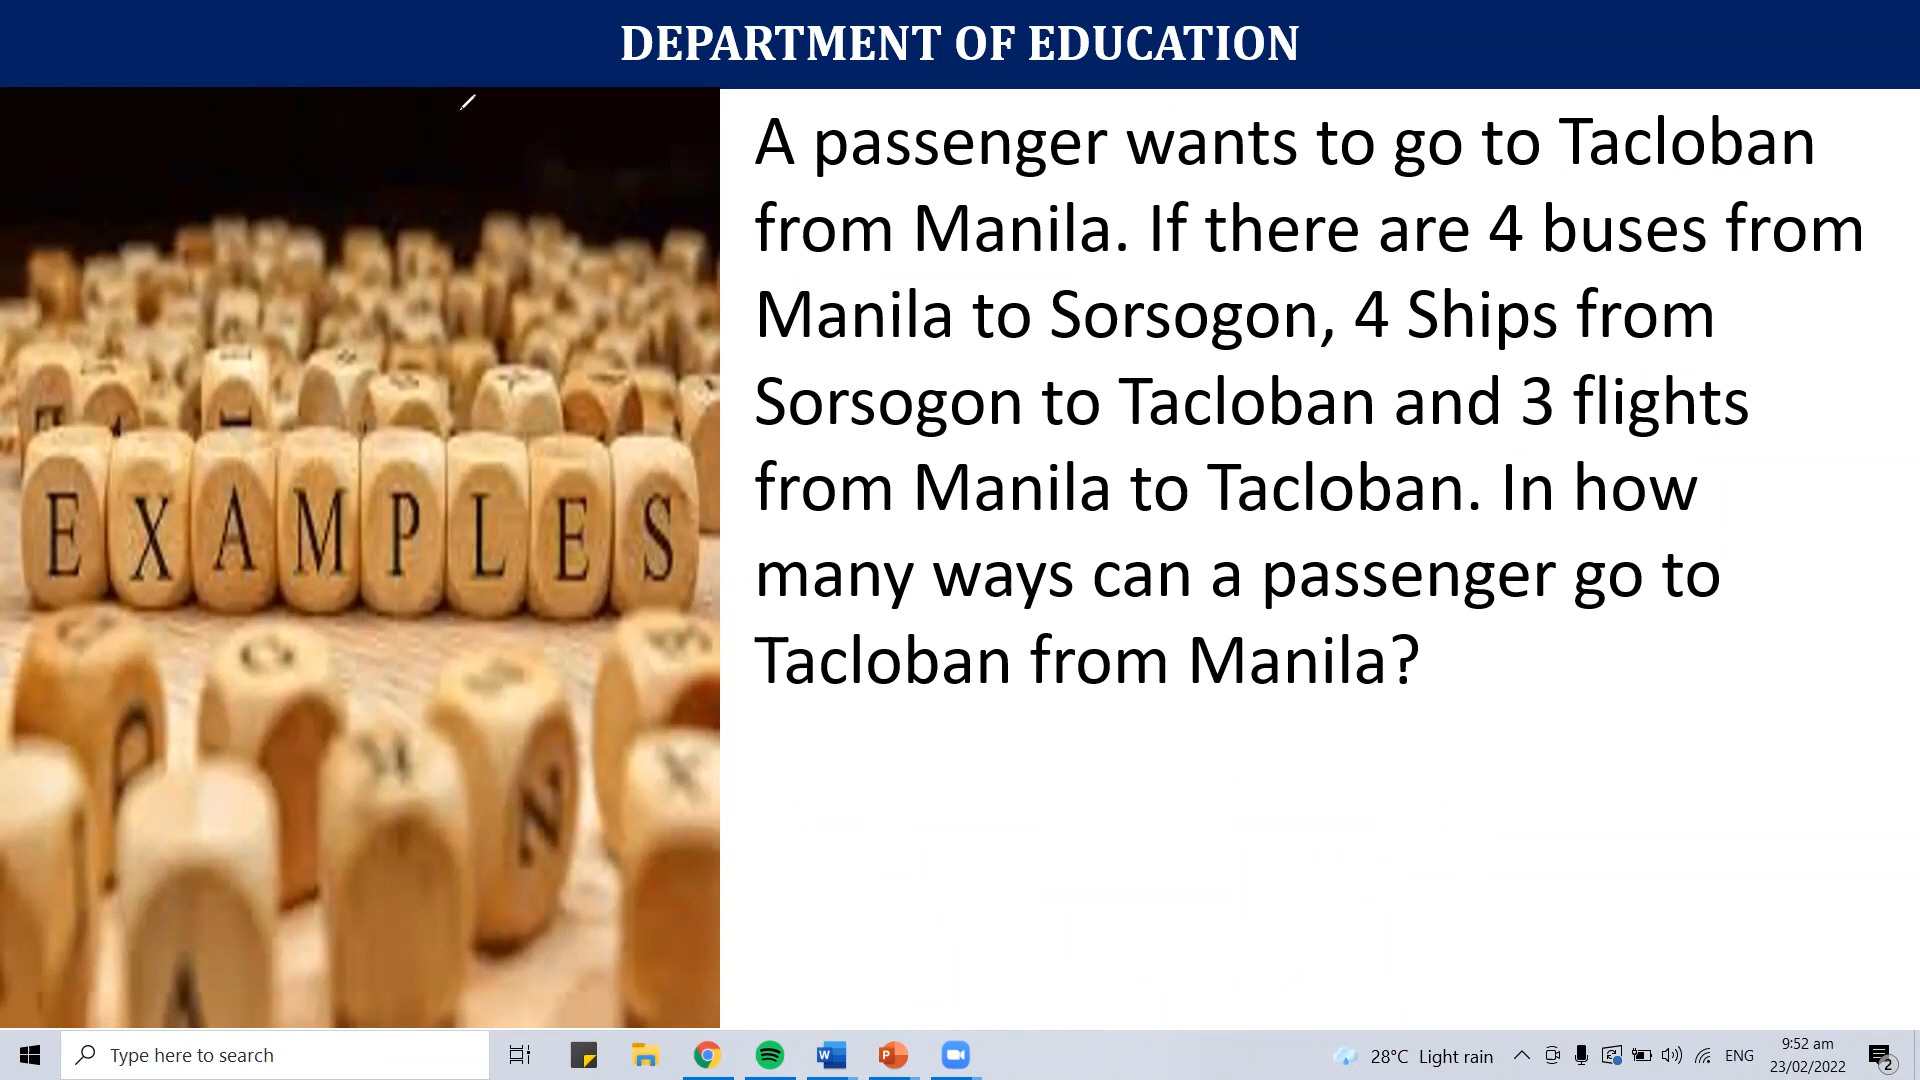 DEPARTMENT OF EDUCATION
A passenger wants to go to Tacloban
from Manila. If there are 4 buses from
Manila to Sorsogon, 4 Ships from
Sorsogon to Tacloban and 3 flights
from Manila to Tacloban. In how
many ways can a passenger go to
Tacloban from Manila?
EXAMPLES
Type here to search
28°C Light rain
ENG
9:52 am
23/02/2022
2